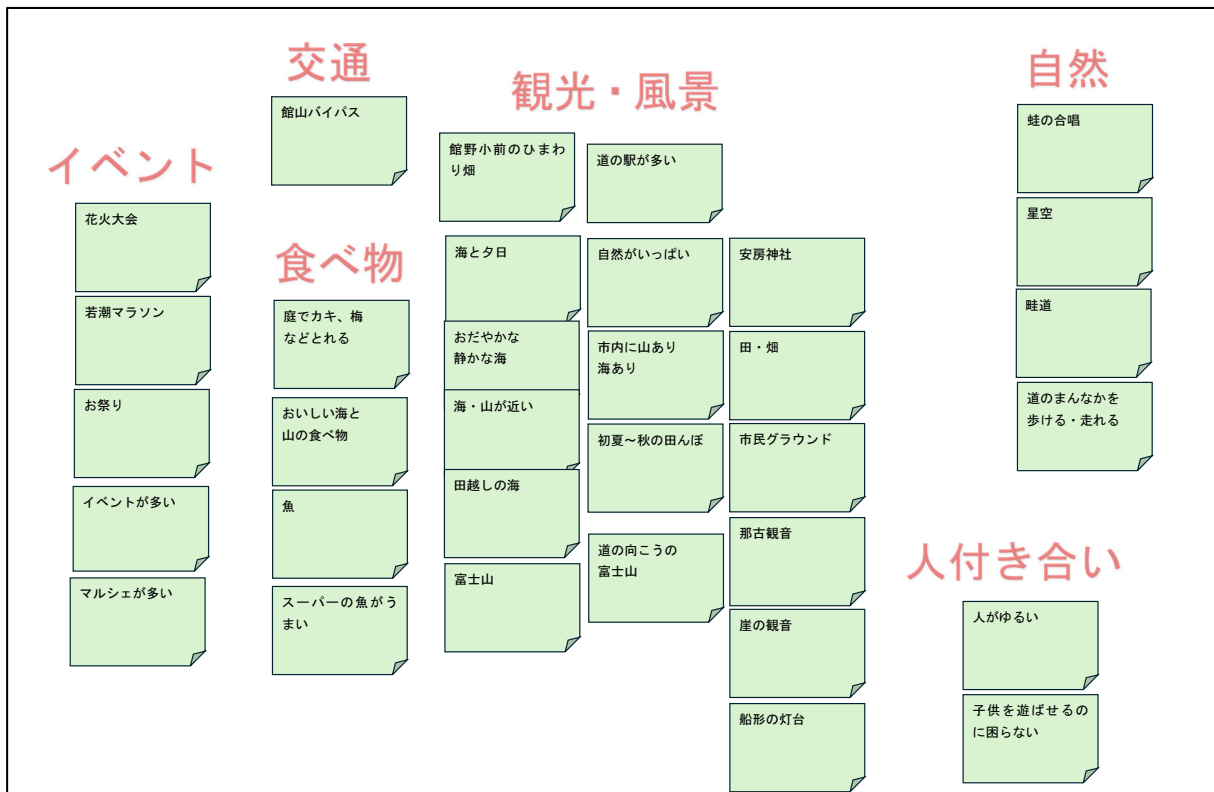 イベント
花火大会
若潮マラソン
お祭り
イベントが多い
マルシェが多い
交通
館山バイパス
食べ物
庭でカキ、梅
などとれる
おいしい海と
山の食べ物
魚
スーパーの魚がう
まい
観光・風景
館野小前のひまわ
り畑
海と夕日
おだやかな
静かな海
海・山が近い
田越しの海
富士山
道の駅が多い
自然がいっぱい
市内に山あり
海あり
初夏～秋の田んぼ
道の向こうの
富士山
安房神社
田・畑
市民グラウンド
那古観音
崖の観音
船形の灯台
自然
蛙の合唱
星空
畦道
道のまんなかを
歩ける・走れる
人付き合い
人がゆるい
子供を遊ばせるの
に困らない